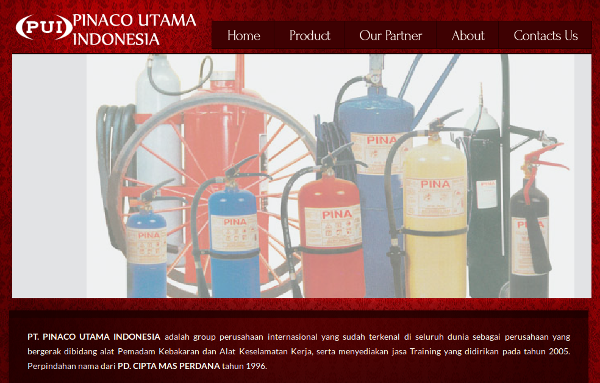 PUI
PINACO UTAMA
INDONESIA
Home Product Our Partner About Contacts Us
PINA
PINA
PINA
PINA
PINA
PT. PINACO UTAMA INDONESIA adalah group perusahaan internasional yang sudah terkenal di seluruh dunia sebagai perusahaan yang
bergerak dibidang alat Pemadam Kebakaran dan Alat Keselamatan Kerja, serta menyediakan jasa Training yang didirikan pada tahun 2005.
Perpindahan nama dari PD. CIPTA MAS PERDANA tahun 1996.